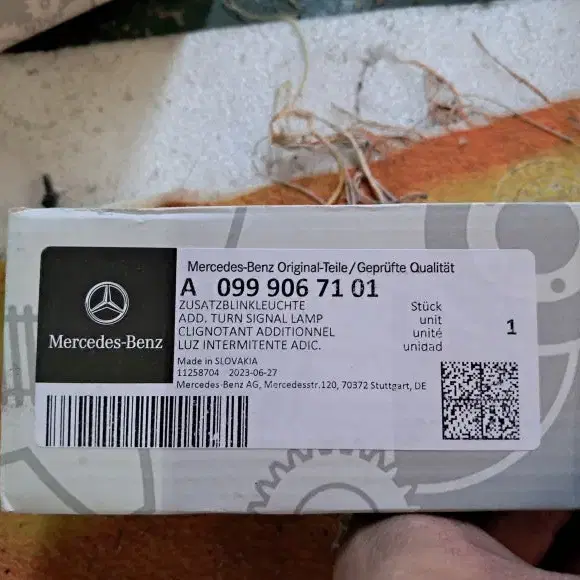 Mercedes-Benz Original-Teile/Geprüfte Qualität
A 099 906 71 01
ZUSATZBLINKLEUCHTE Stück
ADD. TURN SIGNAL LAMP unit
CLIGNOTANT ADDITIONNEL unité 1
LUZ INTERMITENTE ADIC. unidad
Mercedes-Benz
Made in SLOVAKIA
11258704 2023-06-27
Mercedes-Benz AG, Mercedesstr.120, 70372 Stuttgart, DE